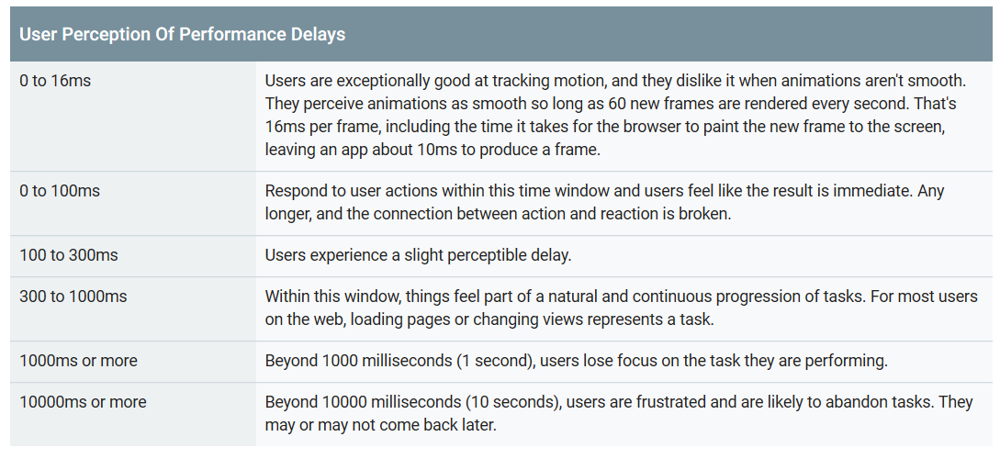 User Perception Of Performance Delays
0 to 16ms
Users are exceptionally good at tracking motion, and they dislike it when animations aren't smooth.
They perceive animations as smooth so long as 60 new frames are rendered every second. That's
16ms per frame, including the time it takes for the browser to paint the new frame to the screen,
leaving an app about 10ms to produce a frame.
0 to 100ms
Respond to user actions within this time window and users feel like the result is immediate. Any
longer, and the connection between action and reaction is broken.
100 to 300ms
Users experience a slight perceptible delay.
300 to 1000ms
Within this window, things feel part of a natural and continuous progression of tasks. For most users
on the web, loading pages or changing views represents a task.
1000ms or more
Beyond 1000 milliseconds (1 second), users lose focus on the task they are performing.
10000ms or more
Beyond 10000 milliseconds (10 seconds), users are frustrated and are likely to abandon tasks. They
may or may not come back later.